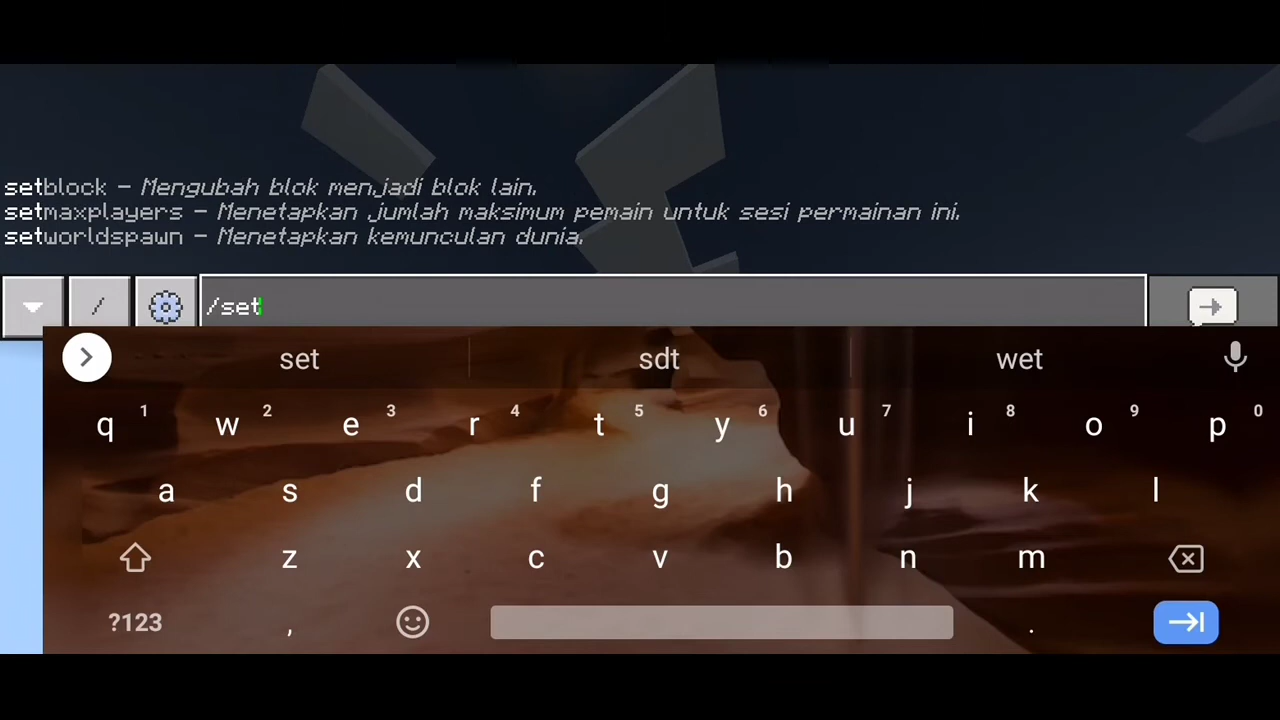 setblock - Mengubah blok menjadi blok lain.
setmaxplayers - Menetapkan jumlah maksimum pemain untuk sesi permainan ini.
setworldspawn - Menetapkan kemunculan dunia.
/ /set
set sdt wet
q 1 w 2 e 3 r 4 t 5 y 6 u 7 i 8 o 9 p 0
a s d f g h j k l
z x c v b n m
?123 , .